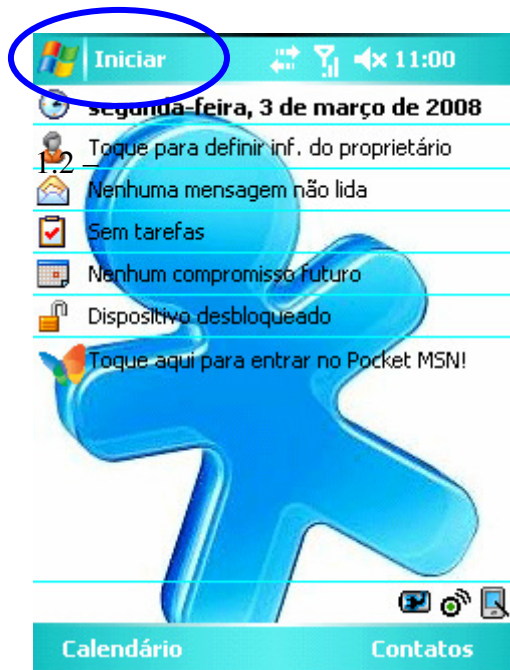 Iniciar 11:00
segunda-feira, 3 de março de 2008
Toque para definir inf. do proprietário
1.2 –
Nenhuma mensagem não lida
Sem tarefas
Nenhum compromisso futuro
Dispositivo desbloqueado
Toque aqui para entrar no Pocket MSN!
Calendário Contatos